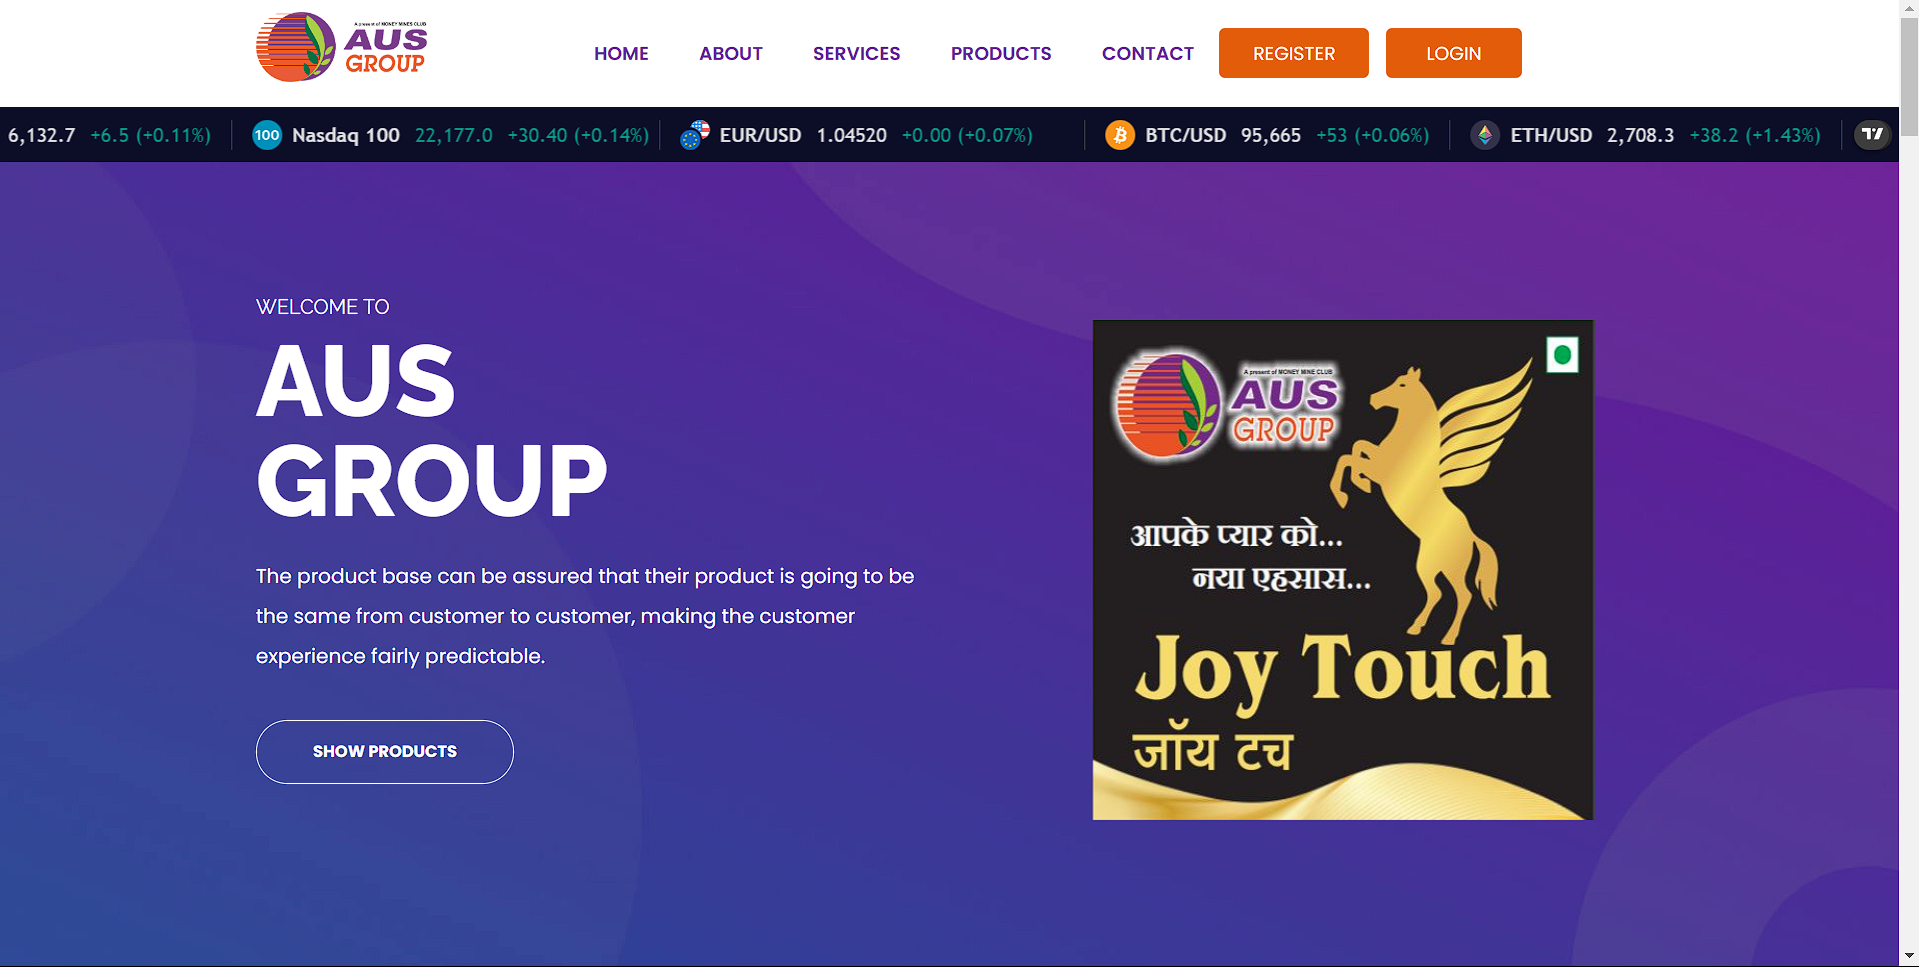 A present of MONEY MINES CLUB
AUS
GROUP
HOME ABOUT SERVICES PRODUCTS CONTACT REGISTER LOGIN
6,132.7 +6.5 (+0.11%) 100 Nasdaq 100 22,177.0 +30.40 (+0.14%) EUR/USD 1.04520 +0.00 (+0.07%) BTC/USD 95,665 +53 (+0.06%) ETH/USD 2,708.3 +38.2 (+1.43%)
WELCOME TO
AUS
GROUP
The product base can be assured that their product is going to be
the same from customer to customer, making the customer
experience fairly predictable.
SHOW PRODUCTS
A present of MONEY MINE CLUB
AUS
GROUP
आपके प्यार को...
नया एहसास...
Joy Touch
जॉय टच